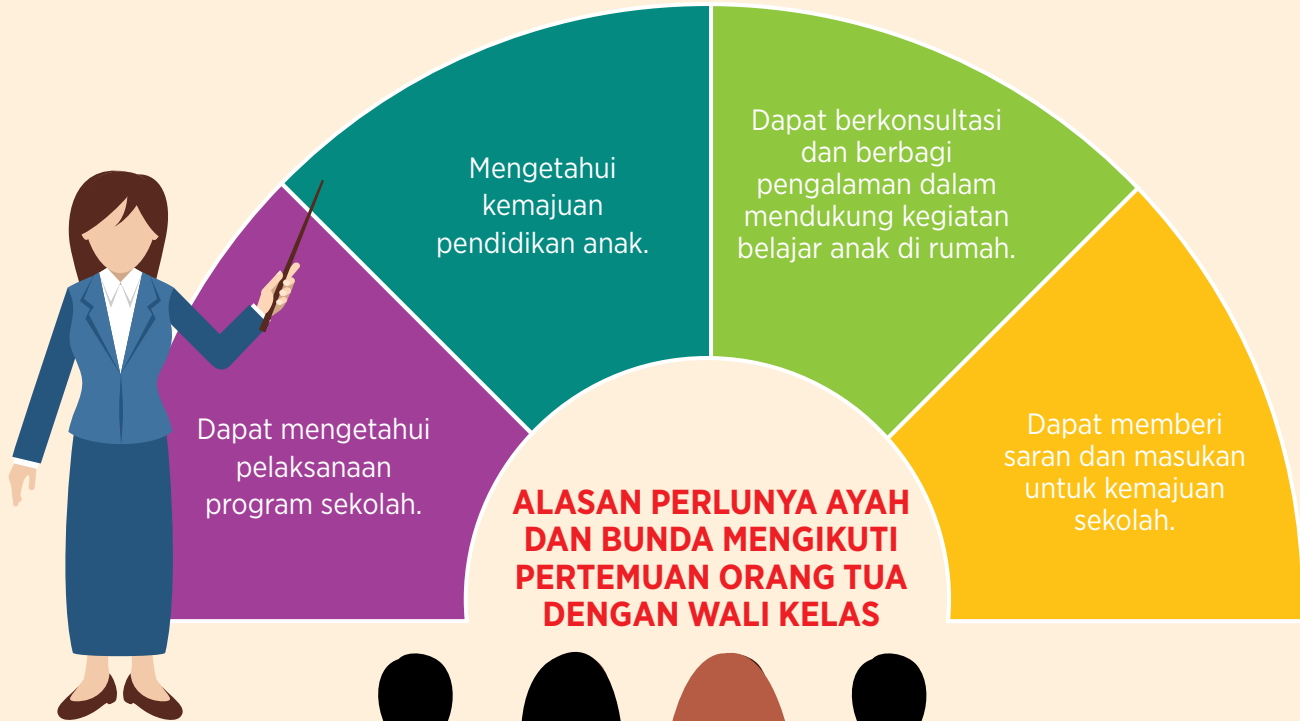 Dapat mengetahui
pelaksanaan
program sekolah.
Mengetahui
kemajuan
pendidikan anak.
Dapat berkonsultasi
dan berbagi
pengalaman dalam
mendukung kegiatan
belajar anak di rumah.
Dapat memberi
saran dan masukan
untuk kemajuan
sekolah.
ALASAN PERLUNYA AYAH
DAN BUNDA MENGIKUTI
PERTEMUAN ORANG TUA
DENGAN WALI KELAS